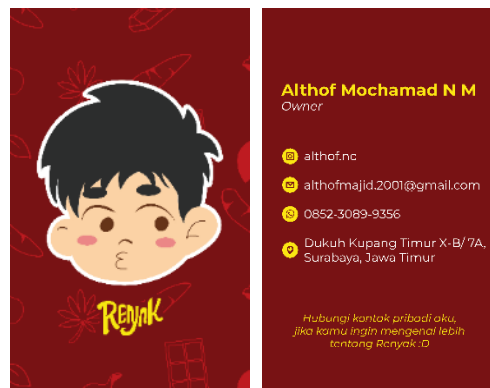 Renyak
Althof Mochamad N M
Owner
althof.nc
althofmajid.2001@gmail.com
0852-3089-9356
Dukuh Kupang Timur X-B/ 7A,
Surabaya, Jawa Timur
Hubungi kontak pribadi aku,
jika kamu ingin mengenal lebih
tentang Renyak :D